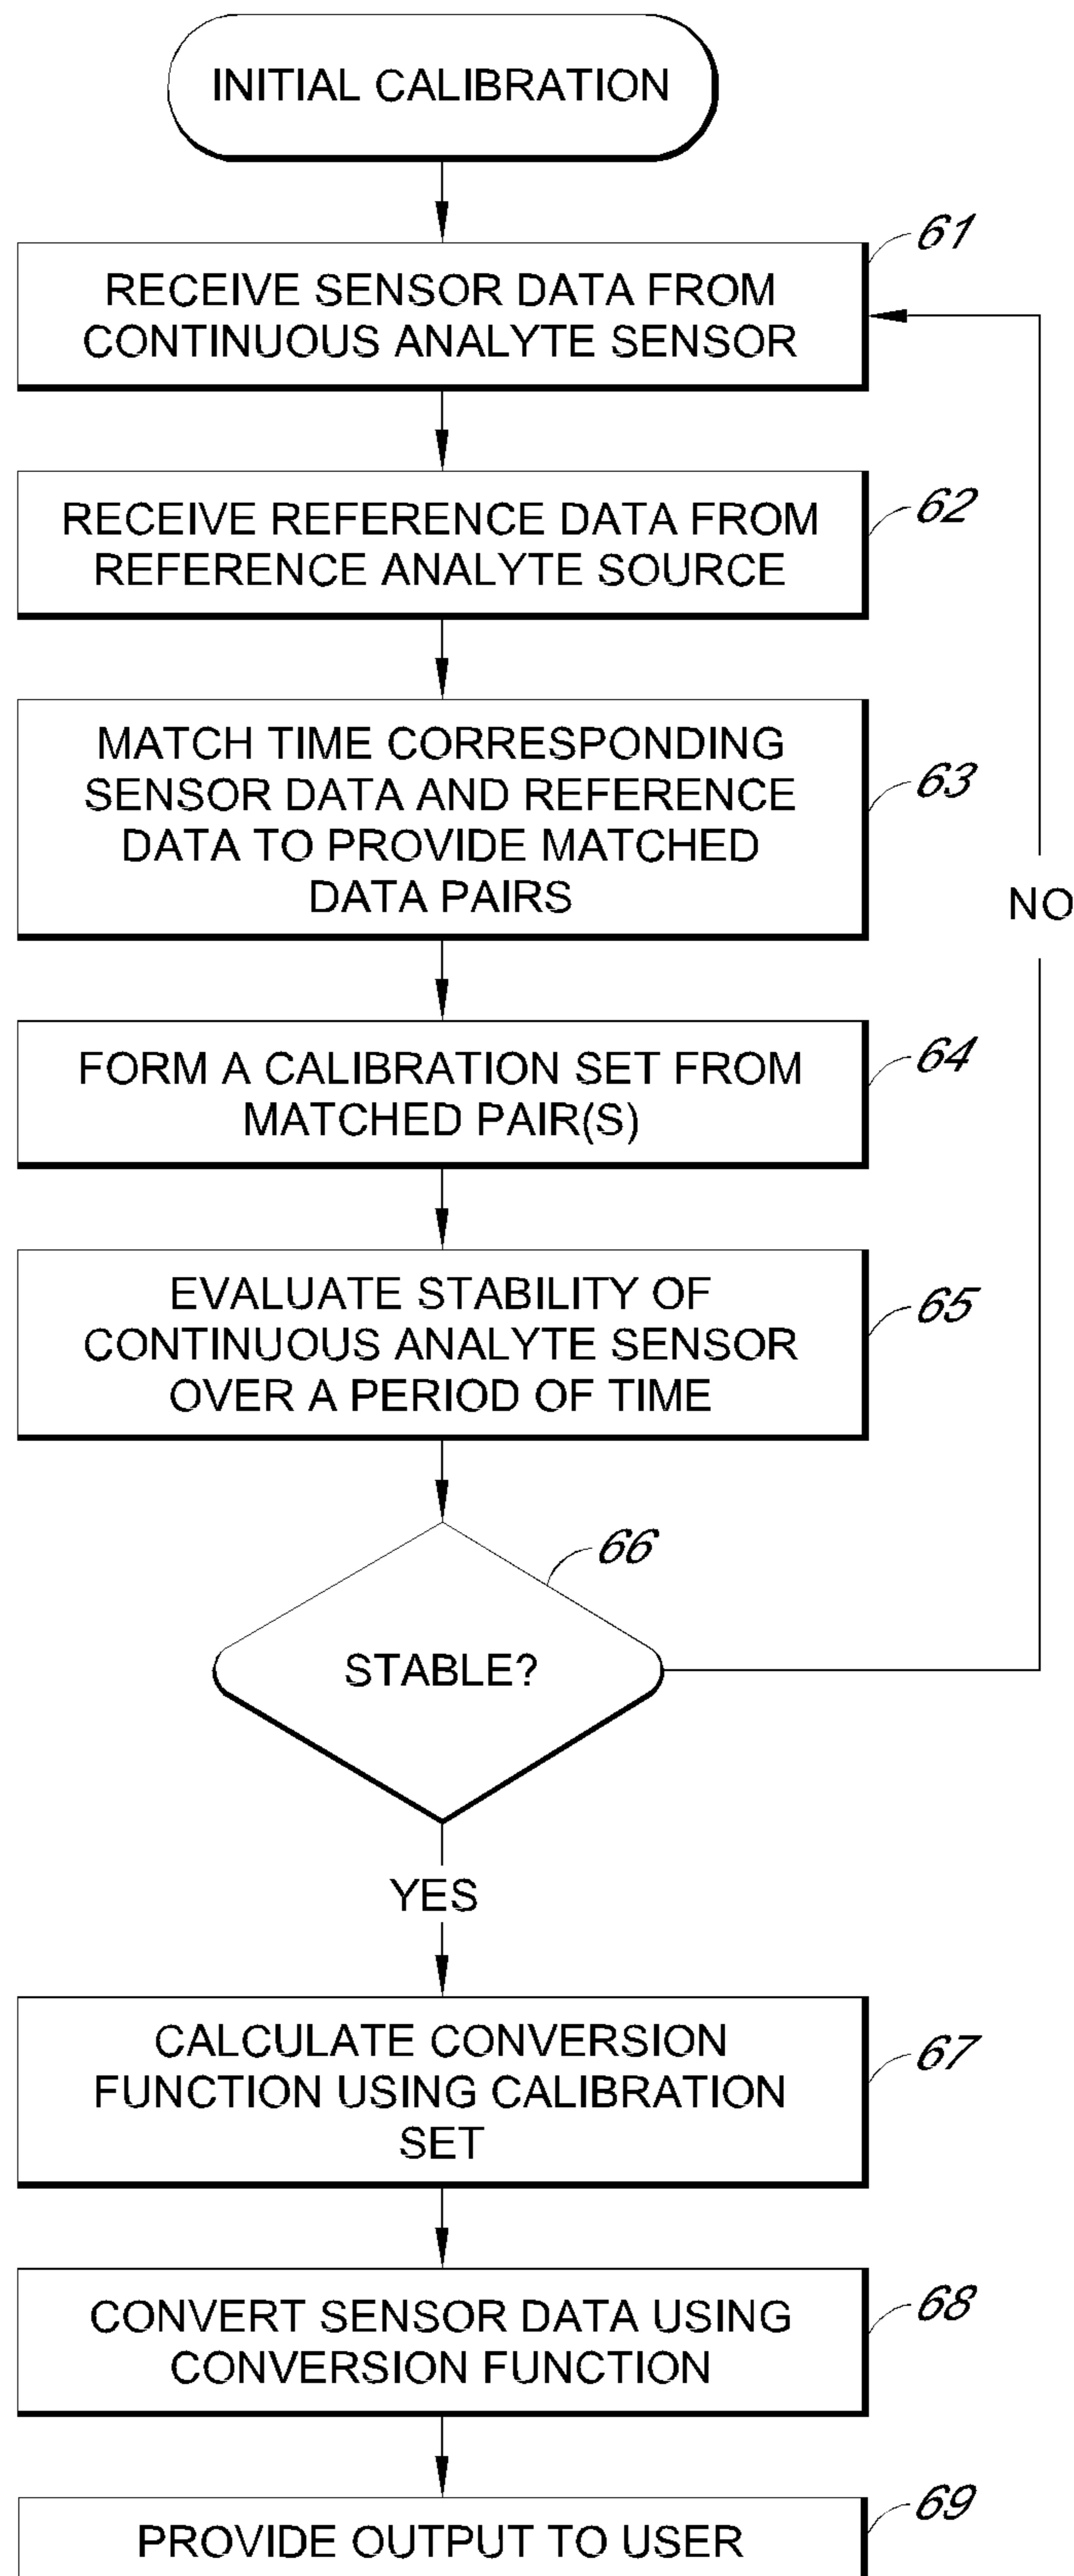 INITIAL CALIBRATION
61
RECEIVE SENSOR DATA FROM
CONTINUOUS ANALYTE SENSOR
62
RECEIVE REFERENCE DATA FROM
REFERENCE ANALYTE SOURCE
63
MATCH TIME CORRESPONDING
SENSOR DATA AND REFERENCE
DATA TO PROVIDE MATCHED
DATA PAIRS
NO
64
FORM A CALIBRATION SET FROM
MATCHED PAIR(S)
65
EVALUATE STABILITY OF
CONTINUOUS ANALYTE SENSOR
OVER A PERIOD OF TIME
66
STABLE?
YES
67
CALCULATE CONVERSION
FUNCTION USING CALIBRATION
SET
68
CONVERT SENSOR DATA USING
CONVERSION FUNCTION
69
PROVIDE OUTPUT TO USER